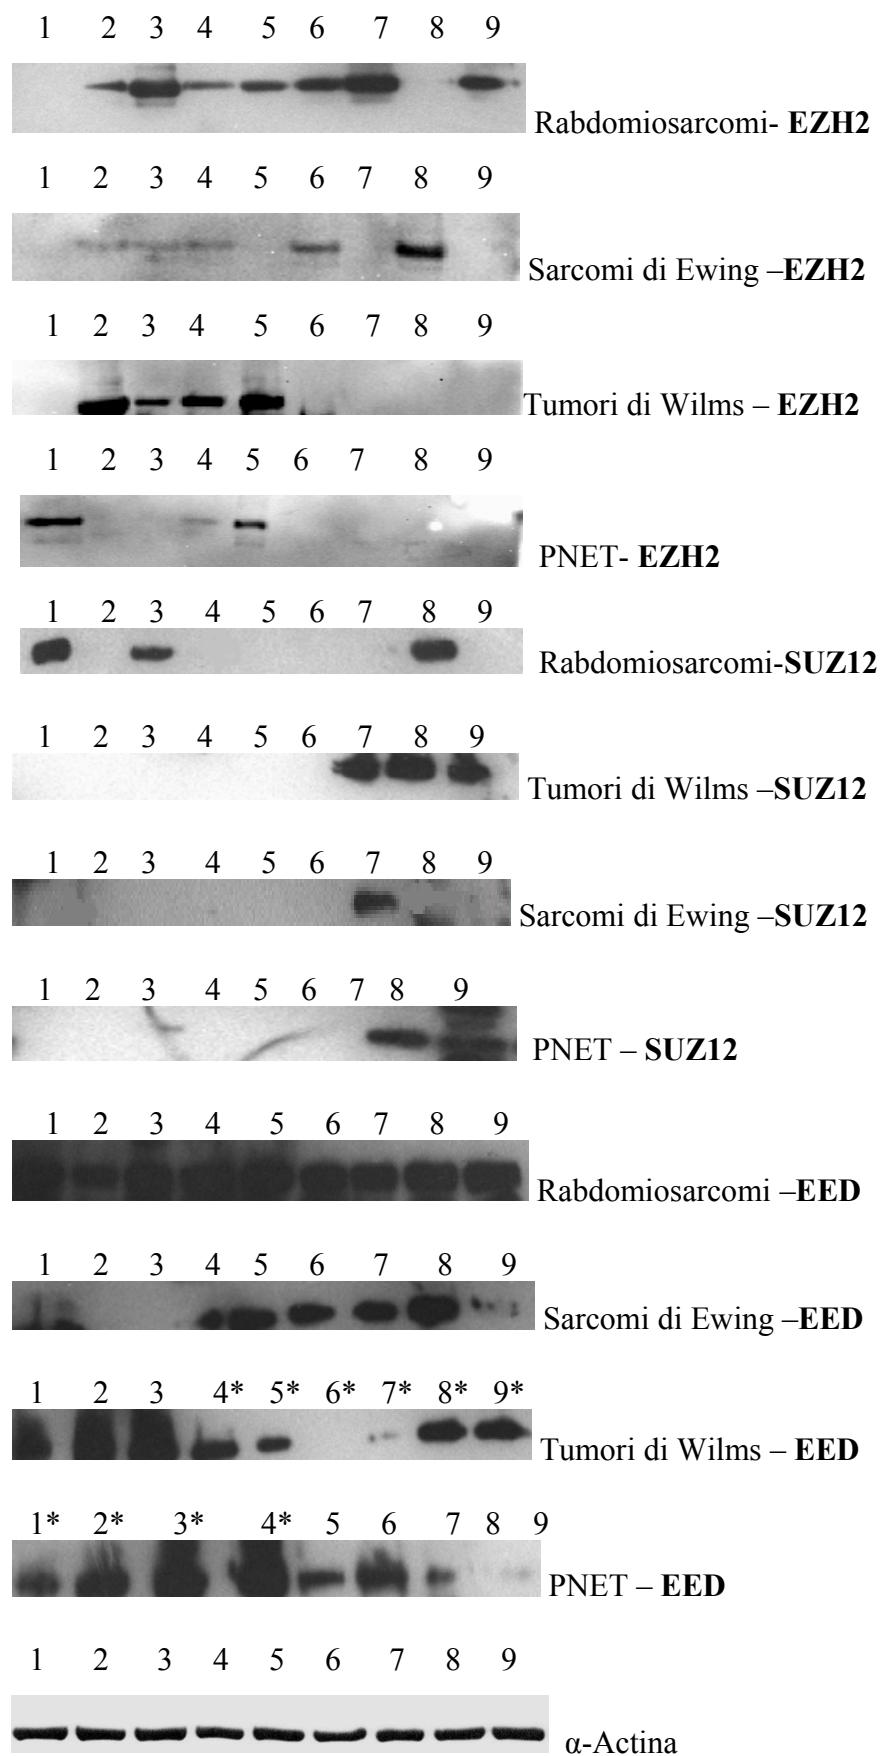 1 2 3 4 5 6 7 8 9
Rabdomiosarcomi- EZH2
1 2 3 4 5 6 7 8 9
Sarcomi di Ewing –EZH2
1 2 3 4 5 6 7 8 9
Tumori di Wilms – EZH2
1 2 3 4 5 6 7 8 9
PNET- EZH2
1 2 3 4 5 6 7 8 9
Rabdomiosarcomi-SUZ12
1 2 3 4 5 6 7 8 9
Tumori di Wilms –SUZ12
1 2 3 4 5 6 7 8 9
Sarcomi di Ewing –SUZ12
1 2 3 4 5 6 7 8 9
PNET – SUZ12
1 2 3 4 5 6 7 8 9
Rabdomiosarcomi –EED
1 2 3 4 5 6 7 8 9
Sarcomi di Ewing –EED
1 2 3 4* 5* 6* 7* 8* 9*
Tumori di Wilms – EED
1* 2* 3* 4* 5 6 7 8 9
PNET – EED
1 2 3 4 5 6 7 8 9
α-Actina